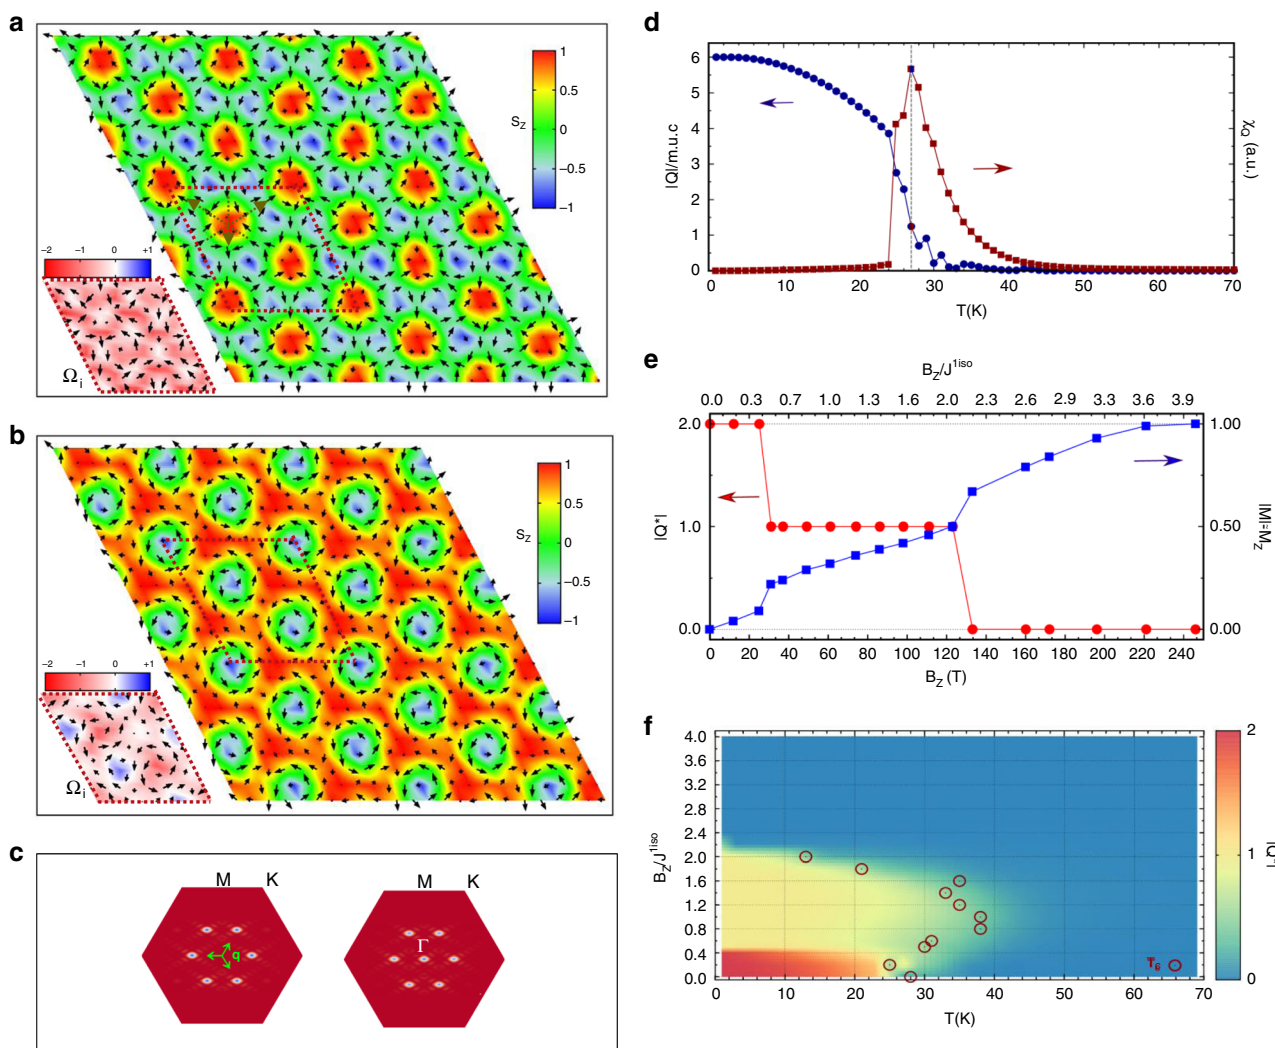 a
S_Z
1
0.5
0
−0.5
−1
−2 −1 0 +1
Ω_i
b
S_Z
1
0.5
0
−0.5
−1
−2 −1 0 +1
Ω_i
c
M K
q
M K
Γ
d
|Q|/m.u.c
6
5
4
3
2
1
0
0 10 20 30 40 50 60 70
T(K)
χ_Q (a.u.)
e
B_Z/J^1iso
0.0 0.3 0.7 1.0 1.3 1.6 2.0 2.3 2.6 2.9 3.3 3.6 3.9
|Q*|
2.0
1.0
0.0
1.00
0.50
0.00
|M|≈M_Z
0 20 40 60 80 100 120 140 160 180 200 220 240
B_Z (T)
f
B_Z/J^1iso
4.0
3.6
3.2
2.8
2.4
2.0
1.6
1.2
0.8
0.4
0.0
0 10 20 30 40 50 60 70
T(K)
2
1
0